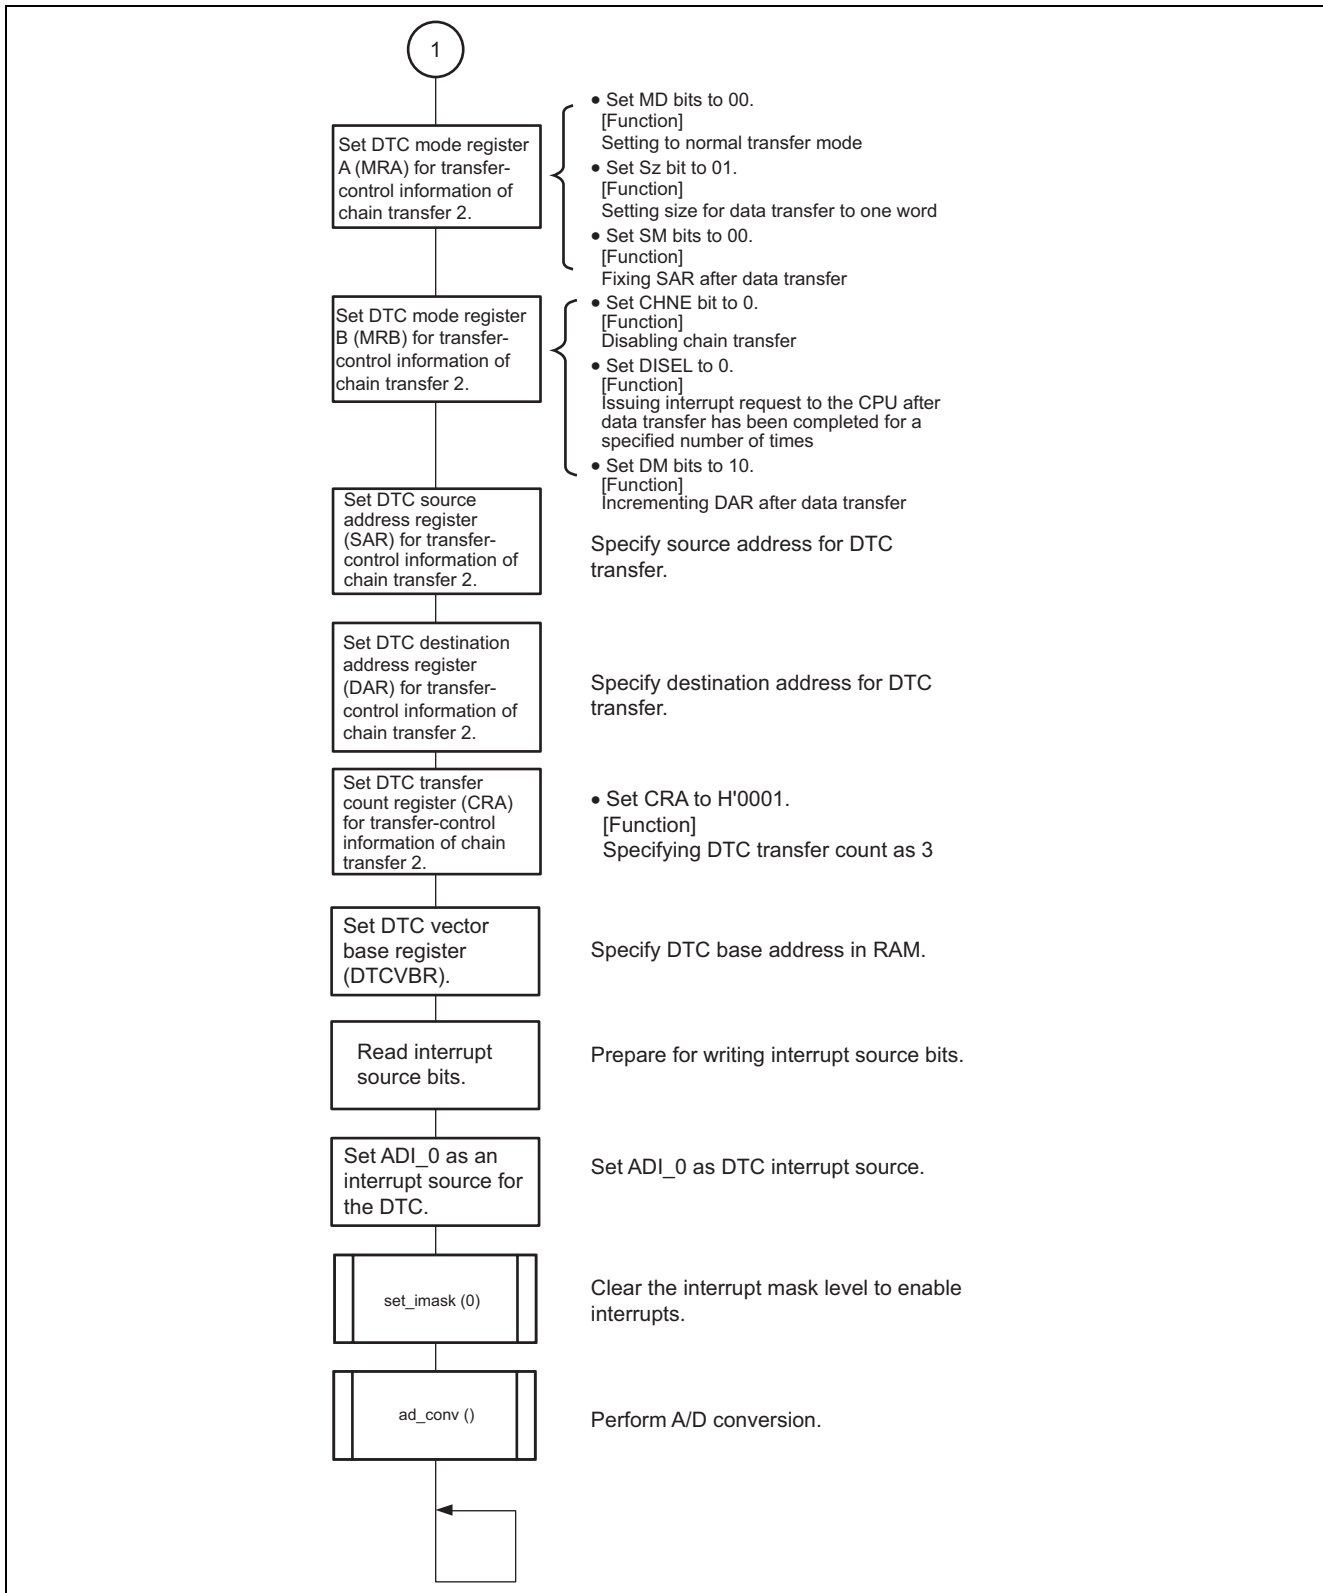 1
Set DTC mode register
A (MRA) for transfer-
control information of
chain transfer 2.
• Set MD bits to 00.
[Function]
Setting to normal transfer mode
• Set Sz bit to 01.
[Function]
Setting size for data transfer to one word
• Set SM bits to 00.
[Function]
Fixing SAR after data transfer
Set DTC mode register
B (MRB) for transfer-
control information of
chain transfer 2.
• Set CHNE bit to 0.
[Function]
Disabling chain transfer
• Set DISEL to 0.
[Function]
Issuing interrupt request to the CPU after
data transfer has been completed for a
specified number of times
• Set DM bits to 10.
[Function]
Incrementing DAR after data transfer
Set DTC source
address register
(SAR) for transfer-
control information of
chain transfer 2.
Specify source address for DTC
transfer.
Set DTC destination
address register
(DAR) for transfer-
control information of
chain transfer 2.
Specify destination address for DTC
transfer.
Set DTC transfer
count register (CRA)
for transfer-control
information of chain
transfer 2.
• Set CRA to H'0001.
[Function]
Specifying DTC transfer count as 3
Set DTC vector
base register
(DTCVBR).
Specify DTC base address in RAM.
Read interrupt
source bits.
Prepare for writing interrupt source bits.
Set ADI_0 as an
interrupt source for
the DTC.
Set ADI_0 as DTC interrupt source.
set_imask (0)
Clear the interrupt mask level to enable
interrupts.
ad_conv ()
Perform A/D conversion.